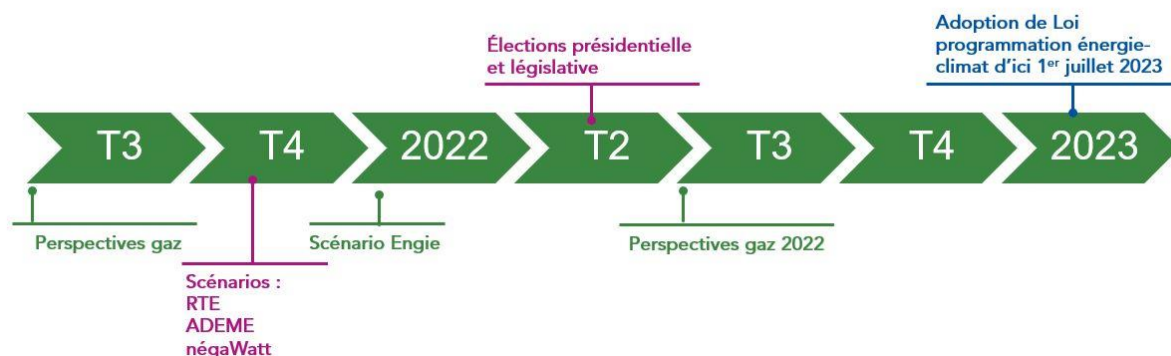 Élections présidentielle
et législative
Adoption de Loi
programmation énergie-
climat d'ici 1er juillet 2023
T3
T4
2022
T2
T3
T4
2023
Perspectives gaz
Scénario Engie
Perspectives gaz 2022
Scénarios :
RTE
ADEME
négaWatt